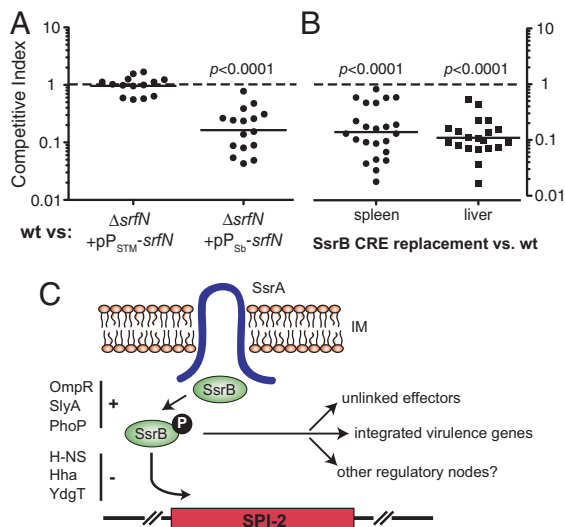 A
B
Competitive Index
10
1
0.1
0.01
p<0.0001
p<0.0001
p<0.0001
10
1
0.1
0.01
wt vs:
ΔsrfN
+pPSTM-srfN
ΔsrfN
+pPSb-srfN
spleen
liver
SsrB CRE replacement vs. wt
C
SsrA
IM
SsrB
OmpR
SlyA
PhoP
+
P
SsrB
H-NS
Hha
YdgT
-
unlinked effectors
integrated virulence genes
other regulatory nodes?
SPI-2